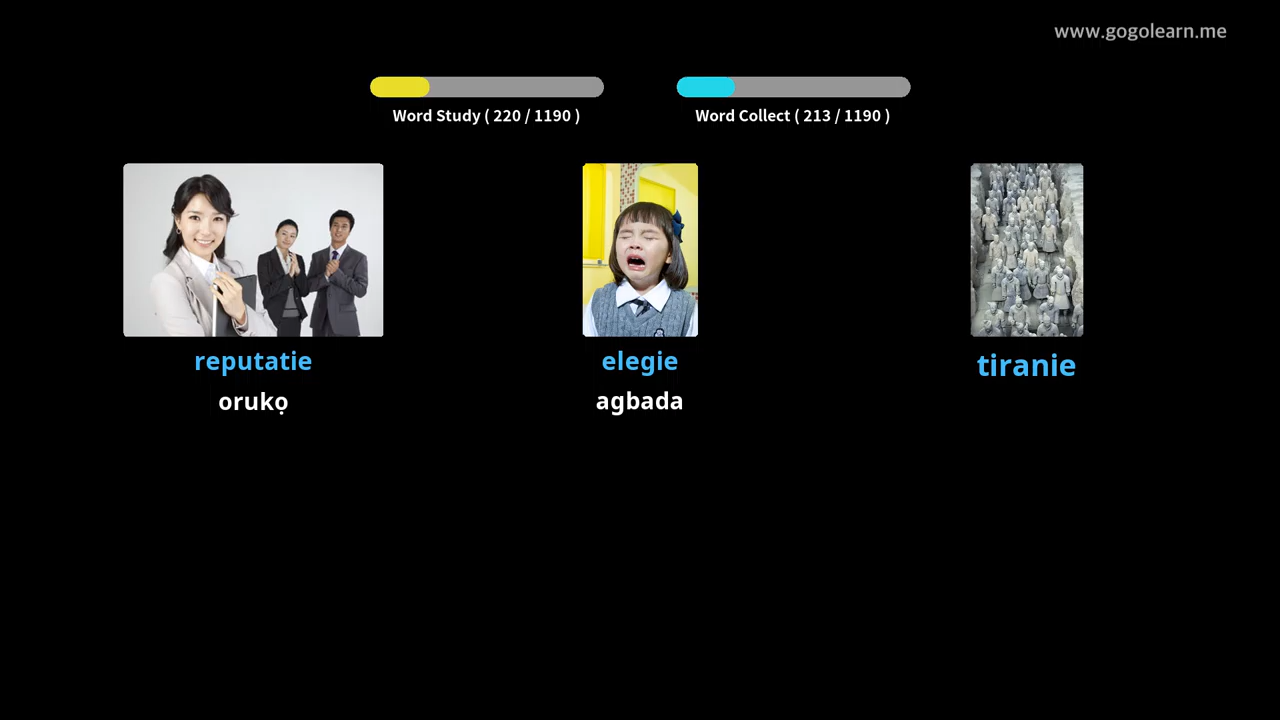 www.gogolearn.me
Word Study ( 220 / 1190 )
Word Collect ( 213 / 1190 )
reputatie
orukọ
elegie
agbada
tiranie